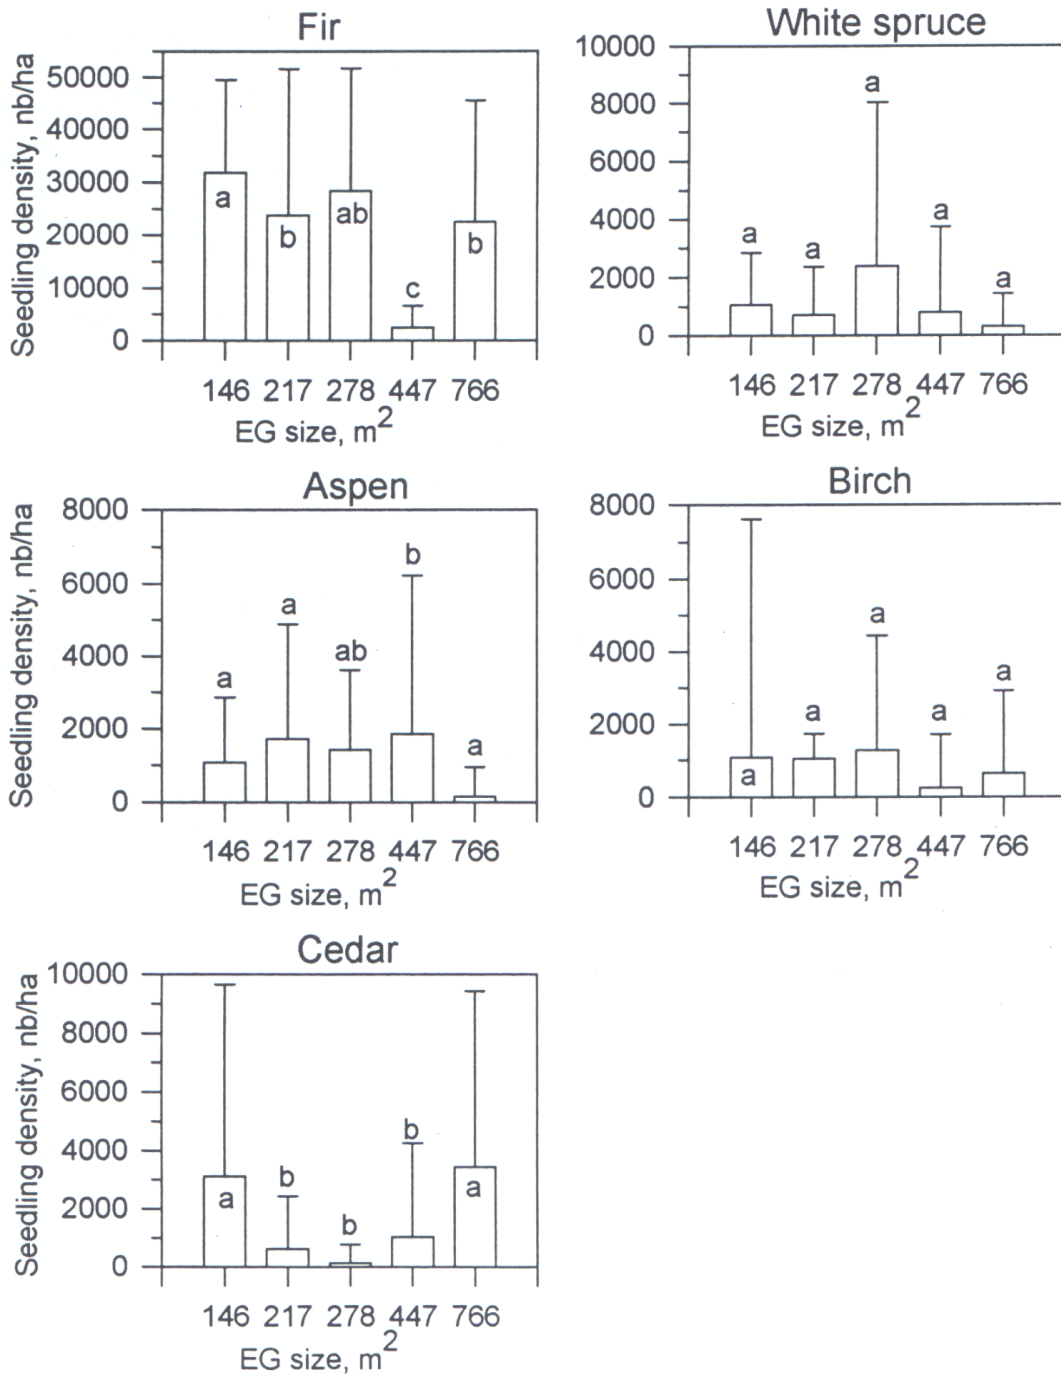 Fir
Seedling density, nb/ha
50000
40000
30000
20000
10000
0
a
b
ab
c
b
146 217 278 447 766
EG size, m²
White spruce
10000
8000
6000
4000
2000
0
a
a
a
a
a
146 217 278 447 766
EG size, m²
Aspen
Seedling density, nb/ha
8000
6000
4000
2000
0
a
a
ab
b
a
146 217 278 447 766
EG size, m²
Birch
8000
6000
4000
2000
0
a
a
a
a
a
146 217 278 447 766
EG size, m²
Cedar
Seedling density, nb/ha
10000
8000
6000
4000
2000
0
a
b
b
b
a
146 217 278 447 766
EG size, m²